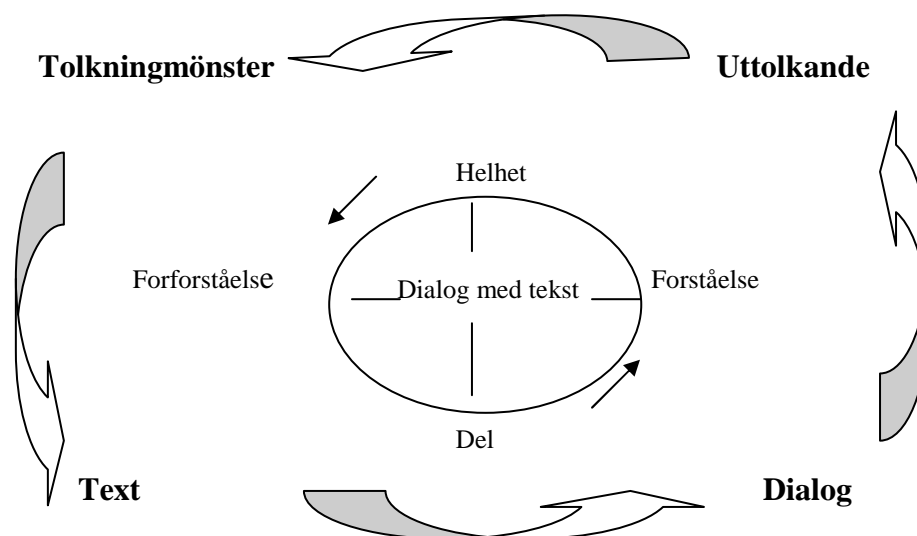 Tolkningmönster
Uttolkande
Helhet
Forforståelse
Dialog med tekst
Forståelse
Del
Text
Dialog